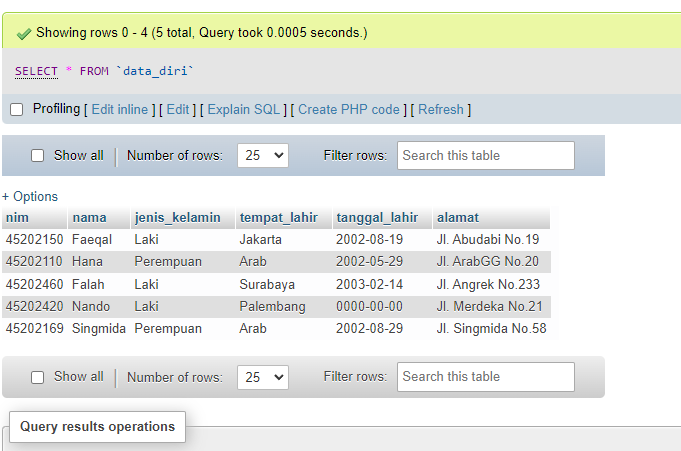 Showing rows 0 - 4 (5 total, Query took 0.0005 seconds.)
SELECT * FROM `data_diri`
Profiling [ Edit inline ] [ Edit ] [ Explain SQL ] [ Create PHP code ] [ Refresh ]
Show all Number of rows: 25 Filter rows: Search this table
+ Options
nim nama jenis_kelamin tempat_lahir tanggal_lahir alamat
45202150 Faeqal Laki Jakarta 2002-08-19 Jl. Abudabi No.19
45202110 Hana Perempuan Arab 2002-05-29 Jl. ArabGG No.20
45202460 Falah Laki Surabaya 2003-02-14 Jl. Angrek No.233
45202420 Nando Laki Palembang 0000-00-00 Jl. Merdeka No.21
45202169 Singmida Perempuan Arab 2002-08-29 Jl. Singmida No.58
Show all Number of rows: 25 Filter rows: Search this table
Query results operations